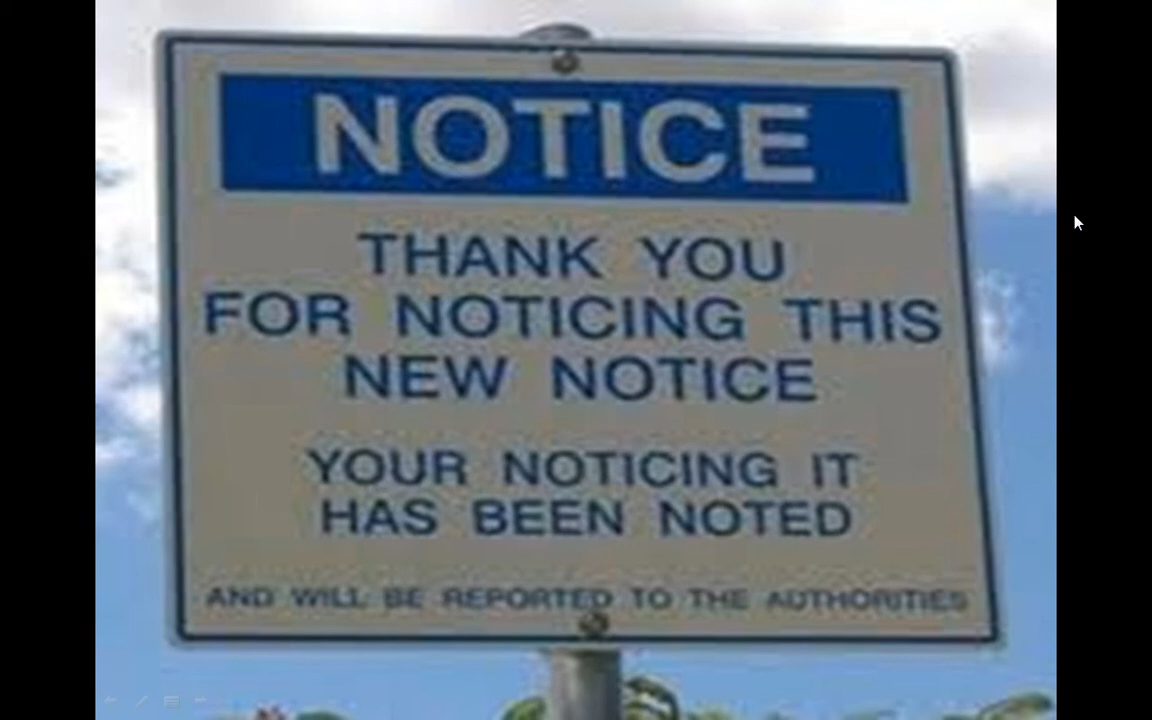 NOTICE
THANK YOU
FOR NOTICING THIS
NEW NOTICE
YOUR NOTICING IT
HAS BEEN NOTED
AND WILL BE REPORTED TO THE AUTHORITIES